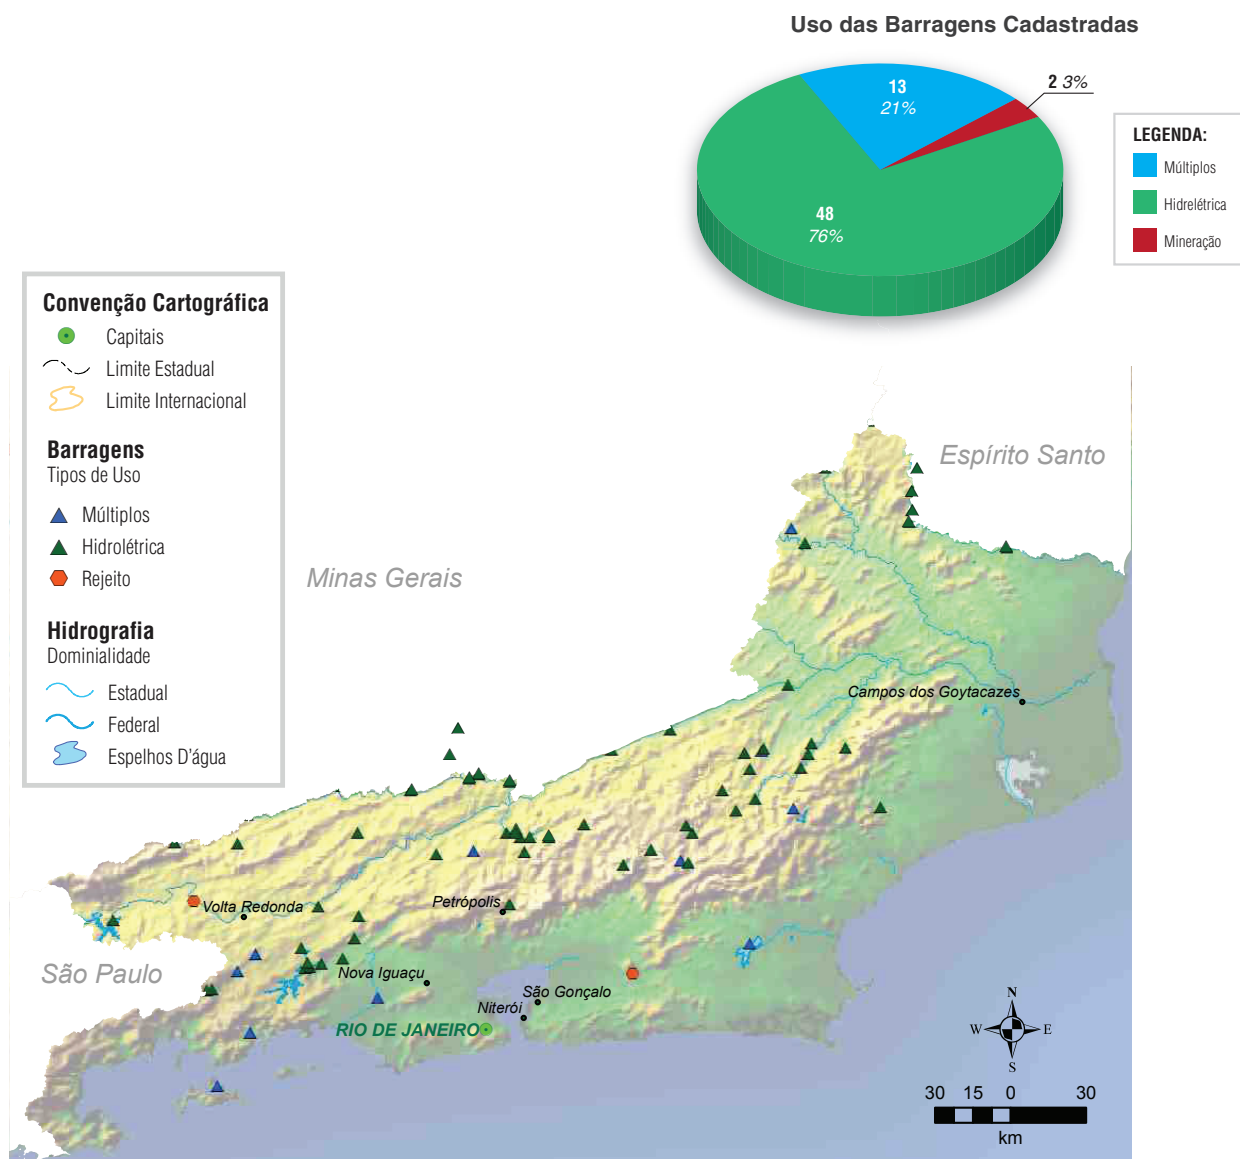 Uso das Barragens Cadastradas
13
21%
2 3%
48
76%
LEGENDA:
Múltiplos
Hidrelétrica
Mineração
Convenção Cartográfica
Capitais
Limite Estadual
Limite Internacional
Barragens
Tipos de Uso
Múltiplos
Hidrolétrica
Rejeito
Hidrografia
Dominialidade
Estadual
Federal
Espelhos D'água
Espírito Santo
Minas Gerais
Campos dos Goytacazes
Volta Redonda
Petrópolis
São Paulo
Nova Iguaçu
São Gonçalo
Niterói
RIO DE JANEIRO
N
W
E
S
30 15 0 30
km